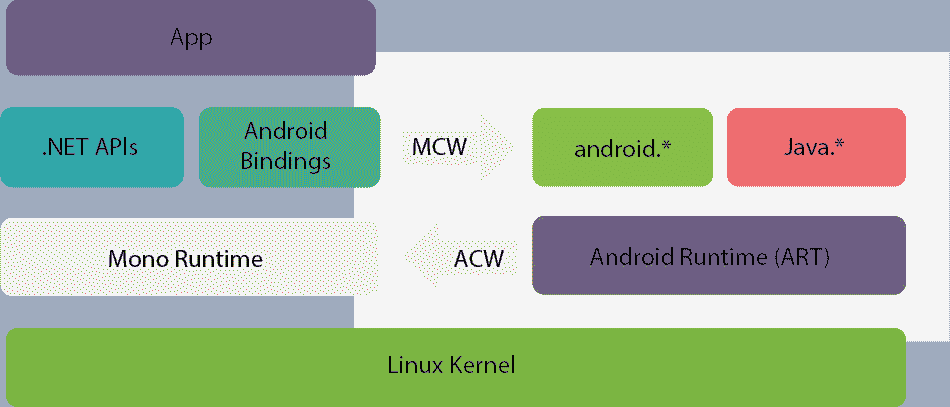 App
.NET APIs
Android
Bindings
MCW
android.*
Java.*
Mono Runtime
ACW
Android Runtime (ART)
Linux Kernel